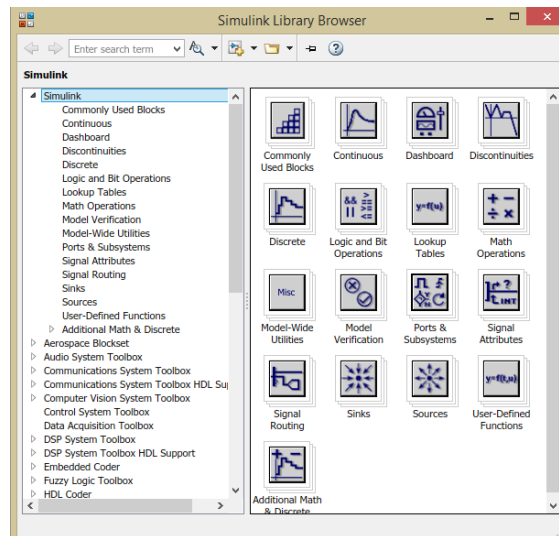 Simulink Library Browser
Enter search term
Simulink
Simulink
Commonly Used Blocks
Continuous
Dashboard
Discontinuities
Discrete
Logic and Bit Operations
Lookup Tables
Math Operations
Model Verification
Model-Wide Utilities
Ports & Subsystems
Signal Attributes
Signal Routing
Sinks
Sources
User-Defined Functions
Additional Math & Discrete
Aerospace Blockset
Audio System Toolbox
Communications System Toolbox
Communications System Toolbox HDL Su
Computer Vision System Toolbox
Control System Toolbox
Data Acquisition Toolbox
DSP System Toolbox
DSP System Toolbox HDL Support
Embedded Coder
Fuzzy Logic Toolbox
HDL Coder
Commonly
Used Blocks
Continuous
Dashboard
Discontinuities
&& >
|| ==
<=
y=f(u)
+ -
÷ ×
Discrete
Logic and Bit
Operations
Lookup
Tables
Math
Operations
Misc
?
INT
Model-Wide
Utilities
Model
Verification
Ports &
Subsystems
Signal
Attributes
y=f(t,u)
Signal
Routing
Sinks
Sources
User-Defined
Functions
Additional Math
& Discrete